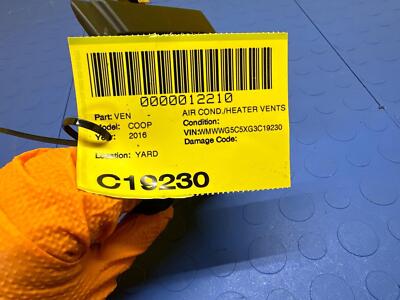 0000012210
Part: VEN - AIR COND./HEATER VENTS
Model: COOP Condition:
Year: 2016 VIN:WMWWG5C5XG3C19230
Damage Code:
Location: YARD
C19230